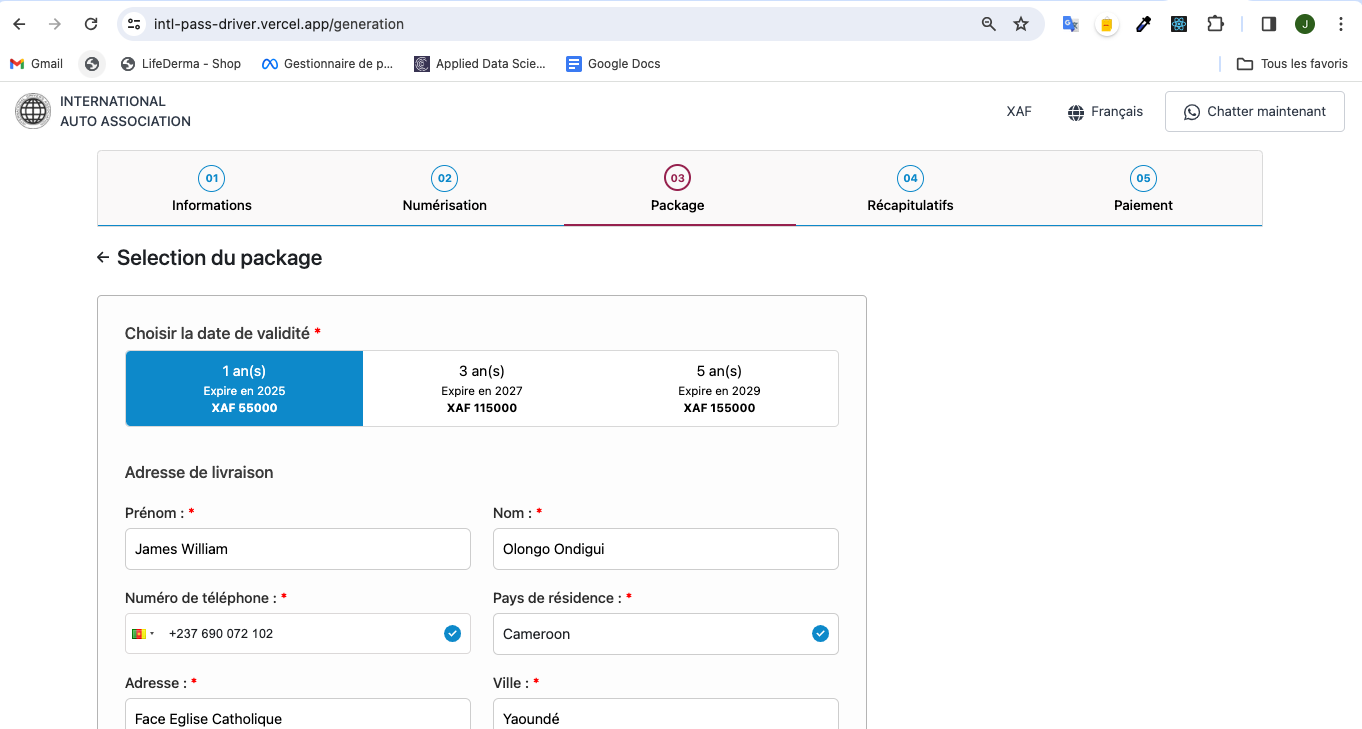 intl-pass-driver.vercel.app/generation
J
Gmail
LifeDerma - Shop
Gestionnaire de p...
Applied Data Scie...
Google Docs
Tous les favoris
INTERNATIONAL
AUTO ASSOCIATION
XAF
Français
Chatter maintenant
01
02
03
04
05
Informations
Numérisation
Package
Récapitulatifs
Paiement
Selection du package
Choisir la date de validité *
1 an(s)
3 an(s)
5 an(s)
Expire en 2025
Expire en 2027
Expire en 2029
XAF 55000
XAF 115000
XAF 155000
Adresse de livraison
Prénom : *
Nom : *
James William
Olongo Ondigui
Numéro de téléphone : *
Pays de résidence : *
+237 690 072 102
Cameroon
Adresse : *
Ville : *
Face Eglise Catholique
Yaoundé